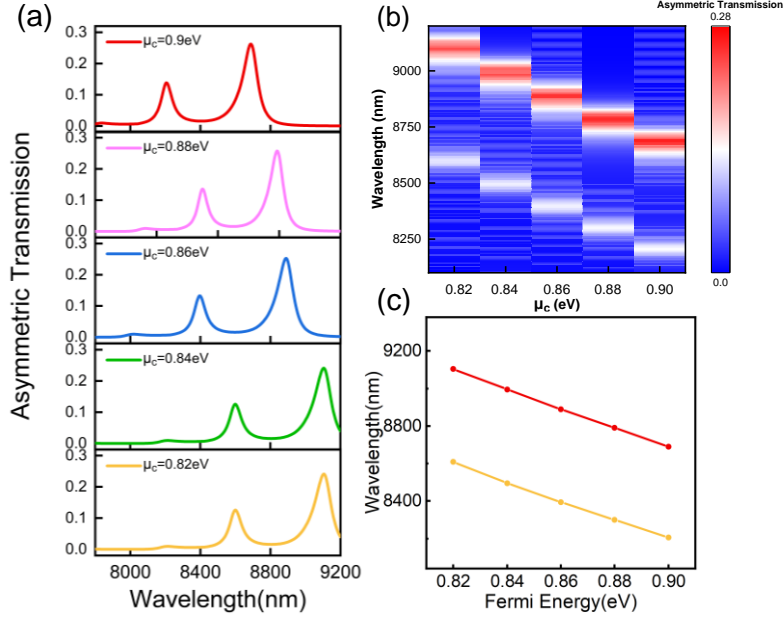 (a)
Asymmetric Transmission
0.3
0.2
0.1
0.0
μc=0.9eV
0.3
0.2
0.1
0.0
μc=0.88eV
0.3
0.2
0.1
0.0
μc=0.86eV
0.3
0.2
0.1
0.0
μc=0.84eV
0.3
0.2
0.1
0.0
μc=0.82eV
8000 8400 8800 9200
Wavelength(nm)
(b)
Asymmetric Transmission
0.28
0.0
Wavelength (nm)
9000
8750
8500
8250
0.82 0.84 0.86 0.88 0.90
μc (eV)
(c)
Wavelength(nm)
9200
8800
8400
0.82 0.84 0.86 0.88 0.90
Fermi Energy(eV)